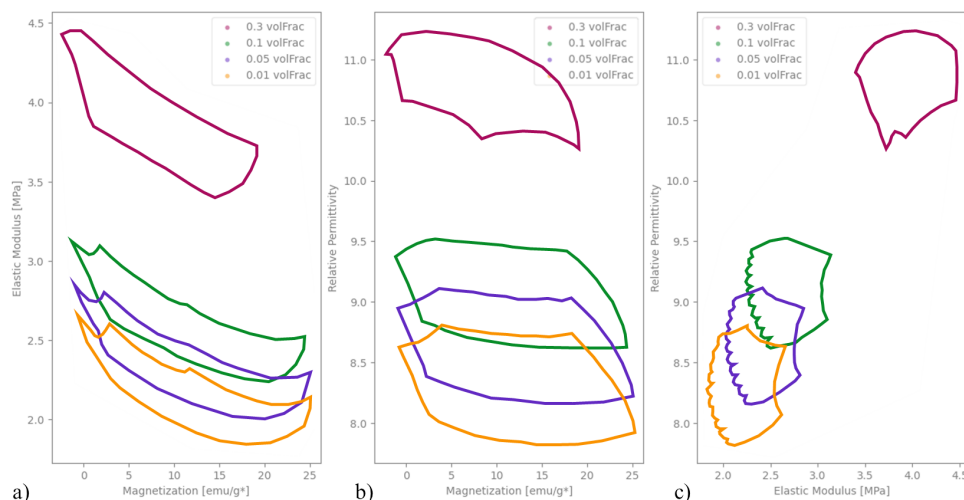 0.3 volFrac
0.1 volFrac
0.05 volFrac
0.01 volFrac
4.5
4.0
3.5
3.0
2.5
2.0
Elastic Modulus [MPa]
0 5 10 15 20 25
Magnetization [emu/g*]
a)
0.3 volFrac
0.1 volFrac
0.05 volFrac
0.01 volFrac
11.0
10.5
10.0
9.5
9.0
8.5
8.0
Relative Permittivity
0 5 10 15 20 25
Magnetization [emu/g*]
b)
0.3 volFrac
0.1 volFrac
0.05 volFrac
0.01 volFrac
11.0
10.5
10.0
9.5
9.0
8.5
8.0
Relative Permittivity
2.0 2.5 3.0 3.5 4.0 4.5
Elastic Modulus [MPa]
c)